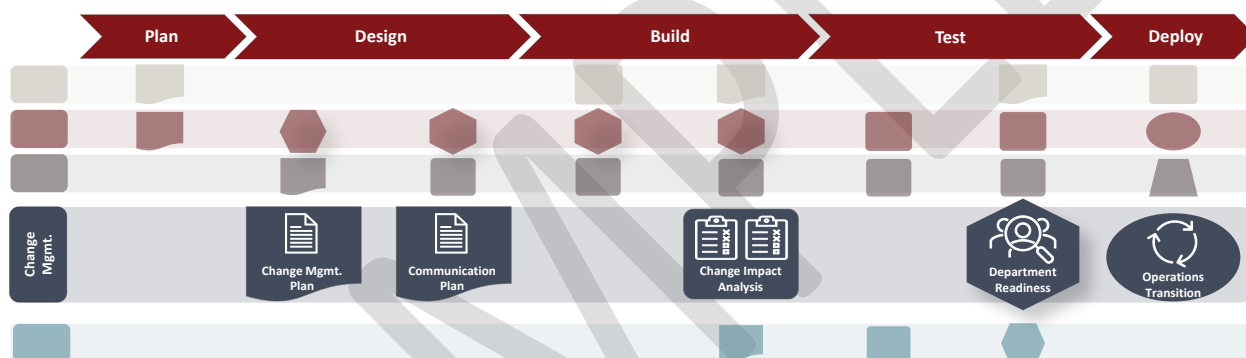 Plan
Design
Build
Test
Deploy
Change
Mgmt.
Change Mgmt.
Plan
Communication
Plan
Change Impact
Analysis
Department
Readiness
Operations
Transition